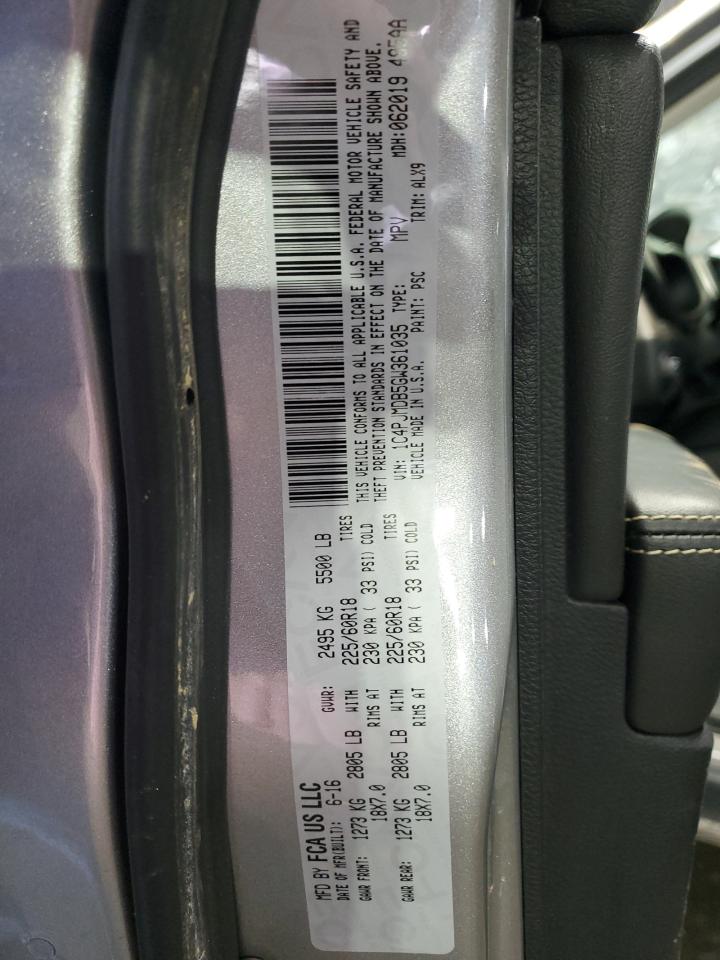 MFD BY FCA US LLC
DATE OF MFR(BUILT): 6-16 GVWR: 2495 KG 5500 LB
GAWR FRONT: 1273 KG 2805 LB WITH 225/60R18 TIRES
18X7.0 RIMS AT 230 KPA ( 33 PSI) COLD
GAWR REAR: 1273 KG 2805 LB WITH 225/60R18 TIRES
18X7.0 RIMS AT 230 KPA ( 33 PSI) COLD
THIS VEHICLE CONFORMS TO ALL APPLICABLE U.S.A. FEDERAL MOTOR VEHICLE SAFETY AND
THEFT PREVENTION STANDARDS IN EFFECT ON THE DATE OF MANUFACTURE SHOWN ABOVE.
VIN: 1C4PJMDB5GW361035 TYPE: MPV MDH:062019
VEHICLE MADE IN U.S.A. PAINT: PSC TRIM: ALX9